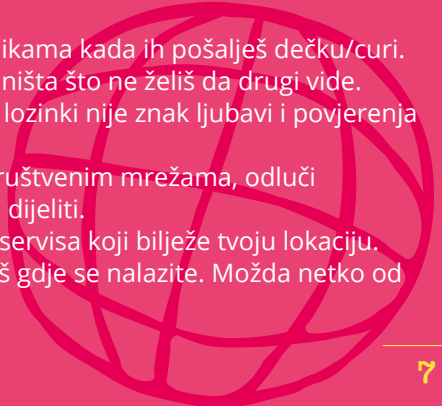 ikama kada ih pošalješ dečku/curi.
ništa što ne želiš da drugi vide.
lozinki nije znak ljubavi i povjerenja
ruštvenim mrežama, odluči
dijeliti.
servisa koji bilježe tvoju lokaciju.
š gdje se nalazite. Možda netko od
7